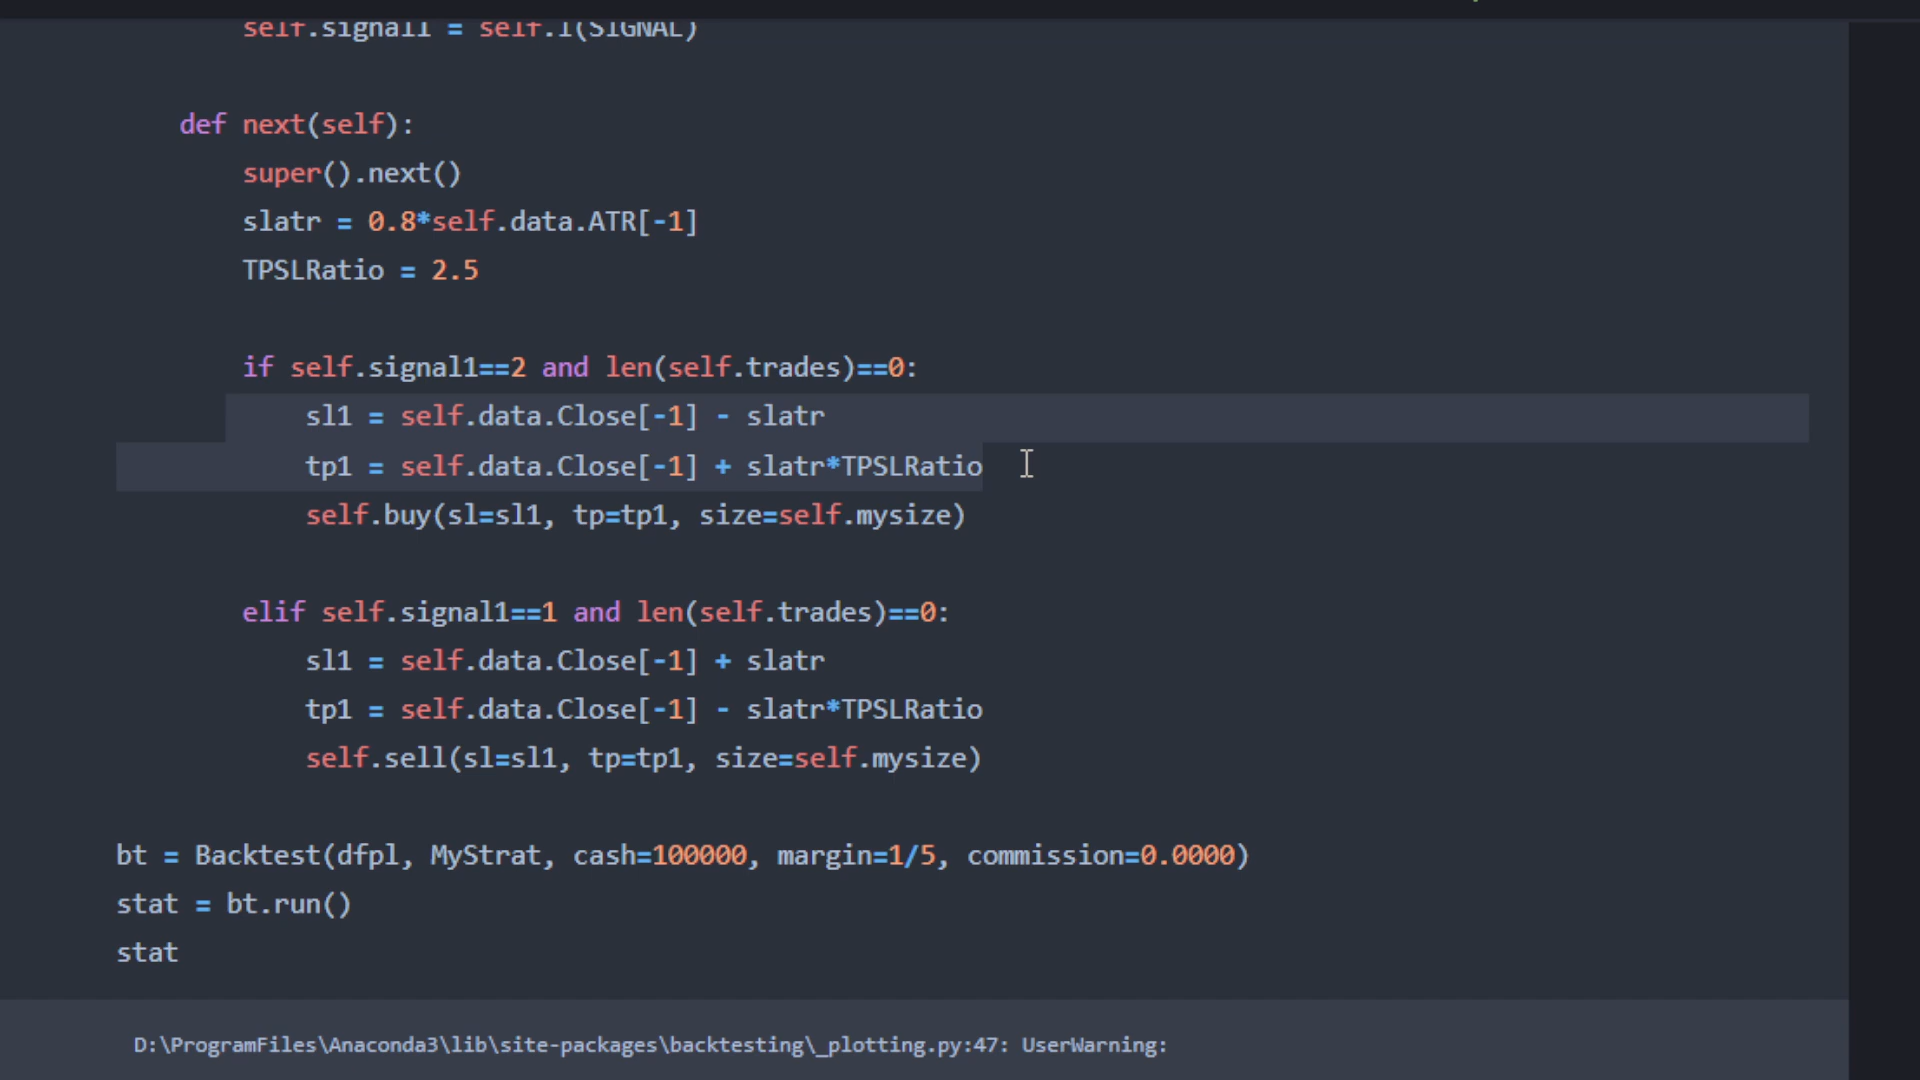 self.signal1 = self.I(SIGNAL)
def next(self):
super().next()
slatr = 0.8*self.data.ATR[-1]
TPSLRatio = 2.5
if self.signal1==2 and len(self.trades)==0:
sl1 = self.data.Close[-1] - slatr
tp1 = self.data.Close[-1] + slatr*TPSLRatio
self.buy(sl=sl1, tp=tp1, size=self.mysize)
elif self.signal1==1 and len(self.trades)==0:
sl1 = self.data.Close[-1] + slatr
tp1 = self.data.Close[-1] - slatr*TPSLRatio
self.sell(sl=sl1, tp=tp1, size=self.mysize)
bt = Backtest(dfpl, MyStrat, cash=100000, margin=1/5, commission=0.0000)
stat = bt.run()
stat
D:\ProgramFiles\Anaconda3\lib\site-packages\backtesting\_plotting.py:47: UserWarning: